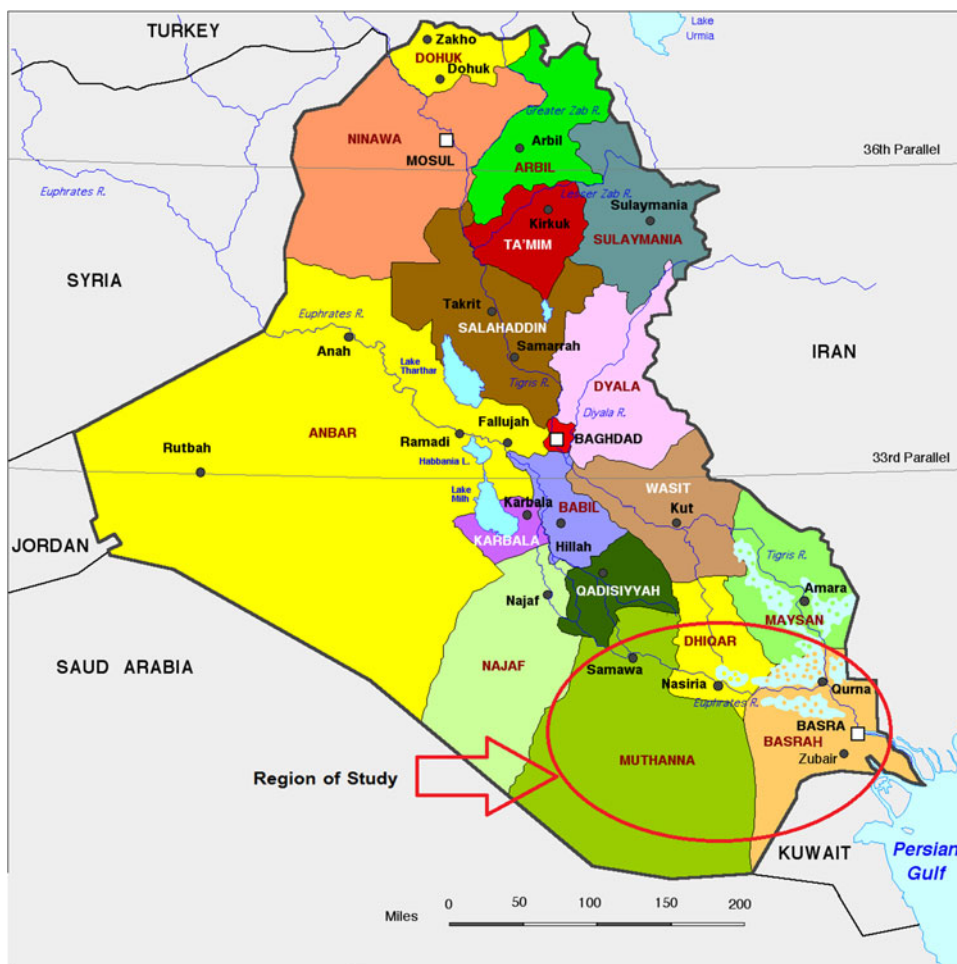 TURKEY
Lake
Urmia
Zakho
DOHUK
Dohuk
Greater Zab R.
NINAWA
Arbil
MOSUL
ARBIL
36th Parallel
Euphrates R.
Lesser Zab R.
Sulaymania
Kirkuk
TA'MIM
SULAYMANIA
SYRIA
Takrit
Euphrates R.
SALAHADDIN
Anah
Samarrah
IRAN
Lake
Tharthar
Tigris R.
DYALA
Diyala R.
Fallujah
ANBAR
Ramadi
BAGHDAD
Rutbah
Habbania L.
33rd Parallel
WASIT
Lake
Milh
Karbala
BABIL
Kut
KARBALA
Hillah
JORDAN
Tigris R.
QADISIYYAH
Najaf
Amara
MAYSAN
DHIQAR
SAUD ARABIA
NAJAF
Samawa
Nasiria
Qurna
Euphrates R.
BASRA
BASRAH
MUTHANNA
Zubair
Region of Study
KUWAIT
Persian
Gulf
Miles
0 50 100 150 200